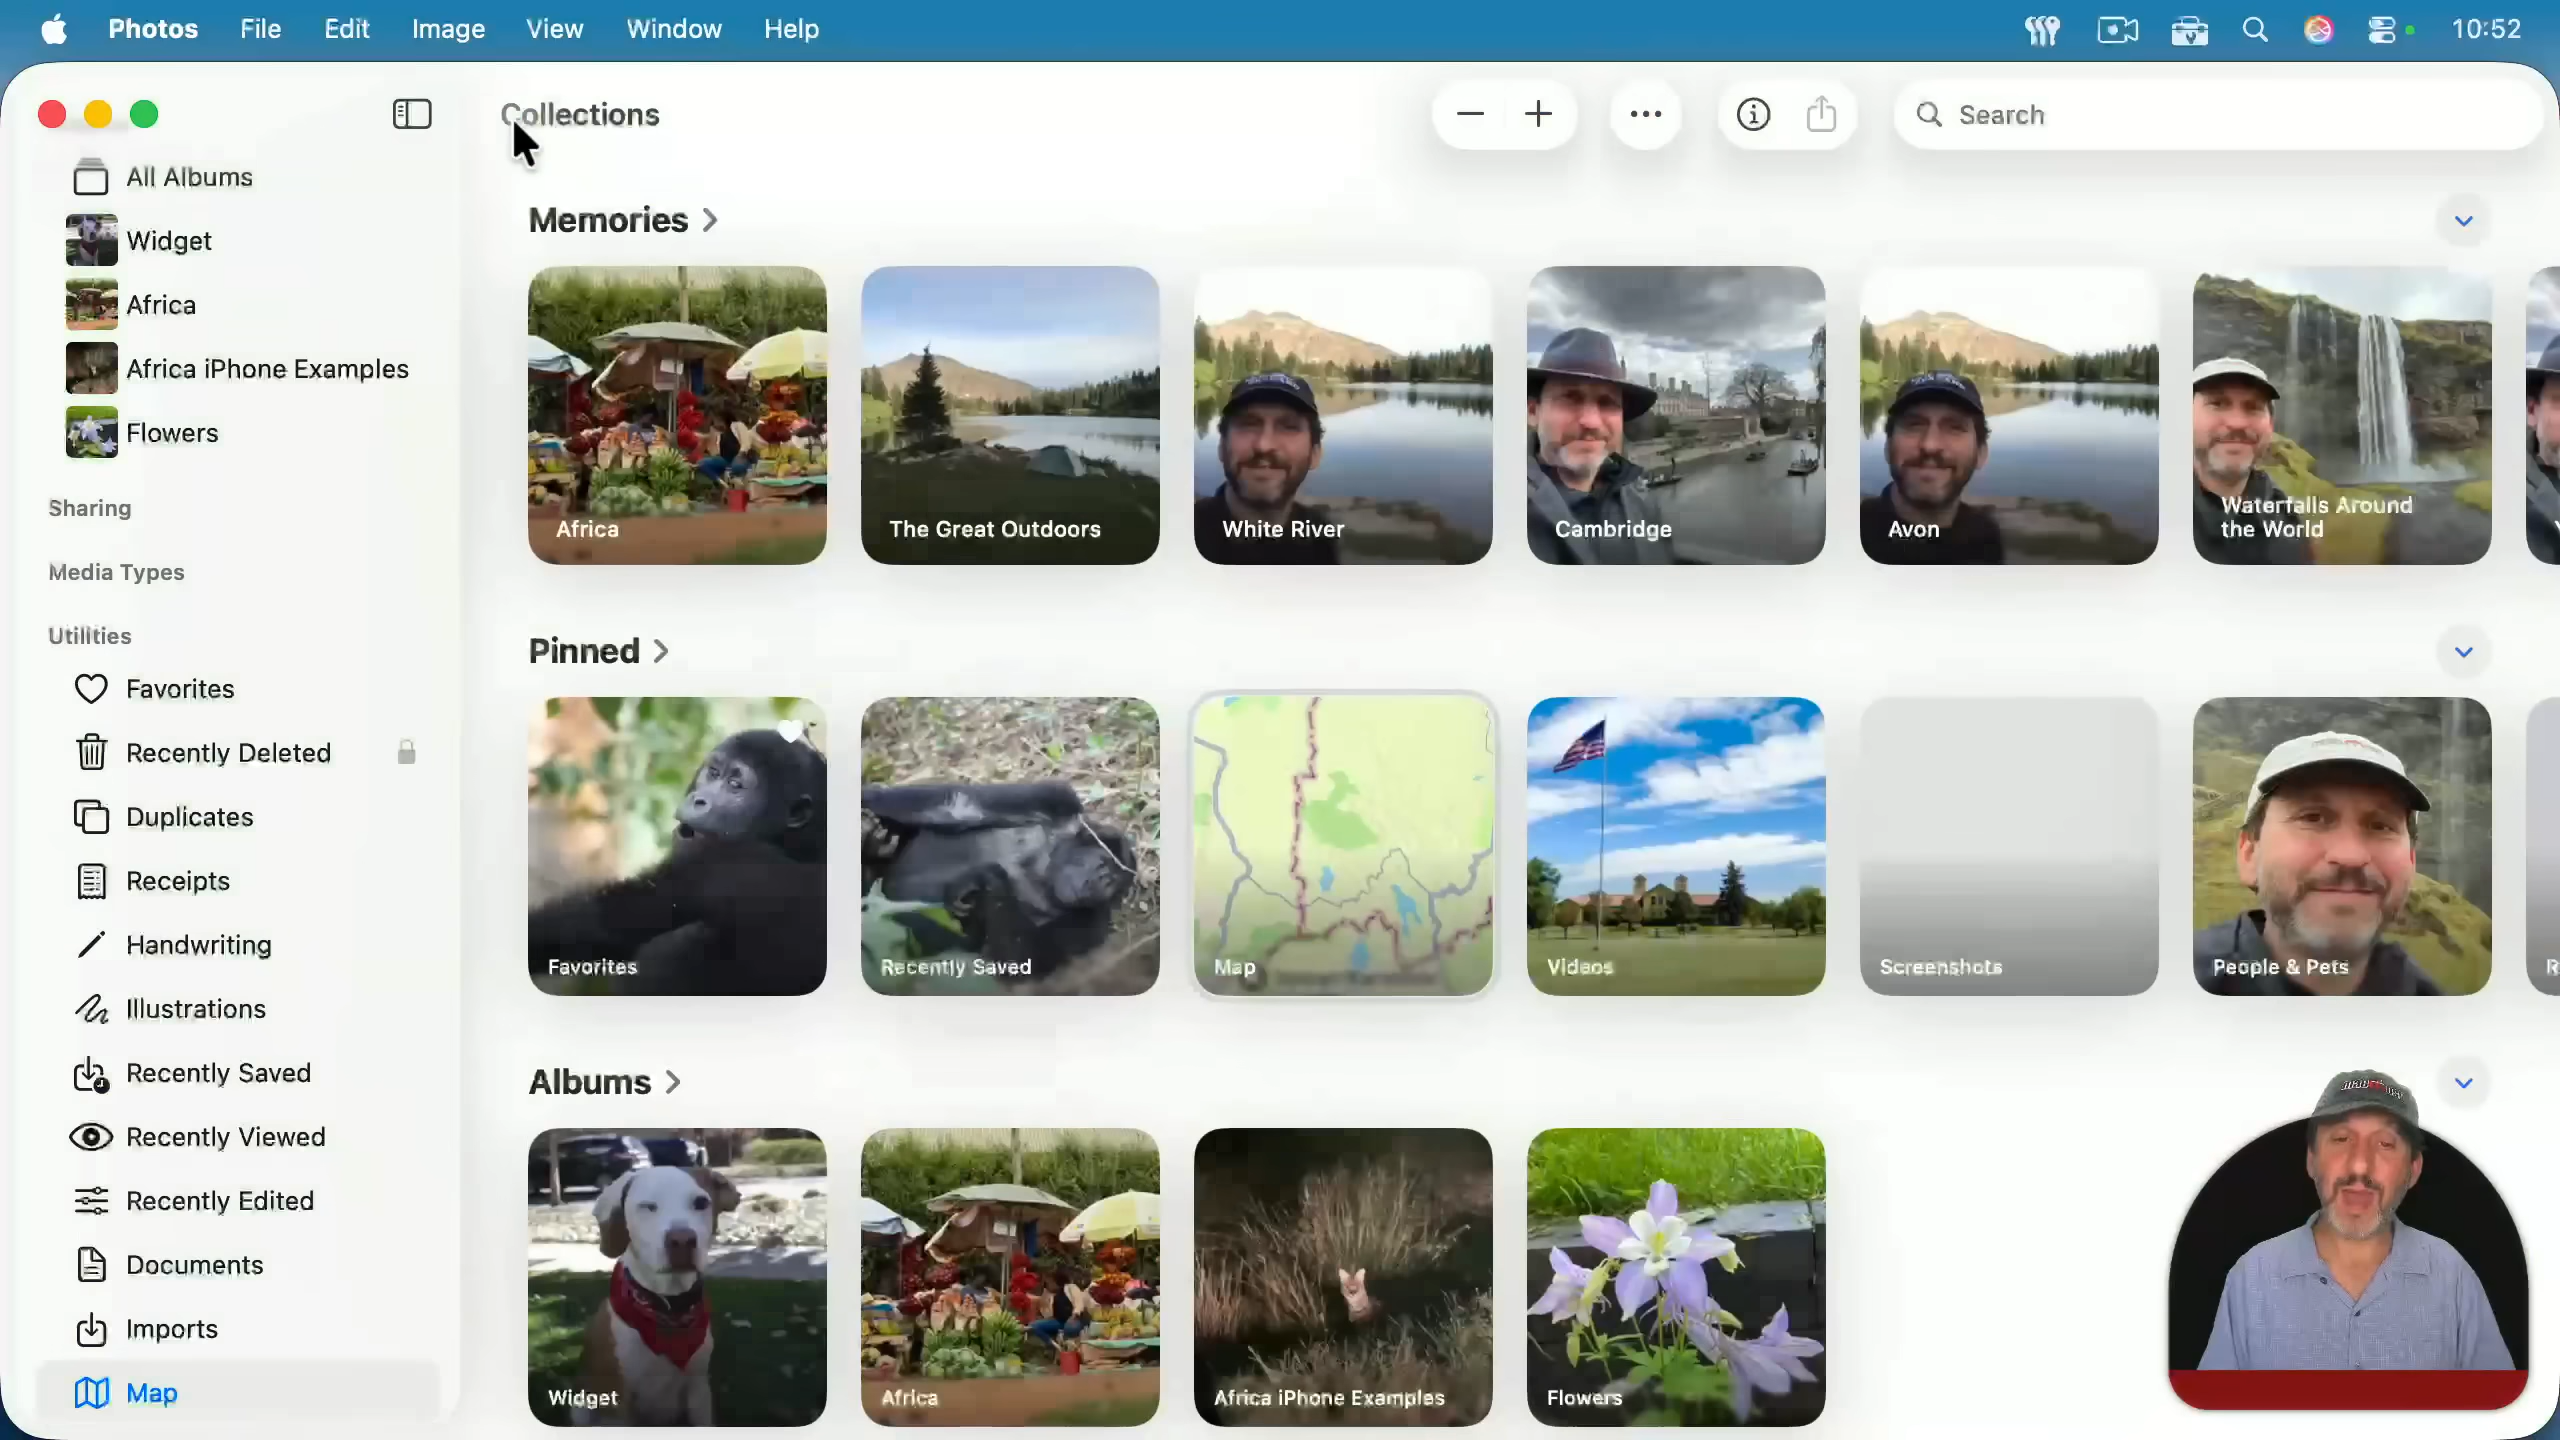 Photos File Edit Image View Window Help 10:52
Collections
Search
All Albums
Widget
Africa
Africa iPhone Examples
Flowers
Sharing
Media Types
Utilities
Favorites
Recently Deleted
Duplicates
Receipts
Handwriting
Illustrations
Recently Saved
Recently Viewed
Recently Edited
Documents
Imports
Map
Memories
Africa
The Great Outdoors
White River
Cambridge
Avon
Waterfalls Around
the World
Pinned
Favorites
Recently Saved
Map
Videos
Screenshots
People & Pets
Albums
Widget
Africa
Africa iPhone Examples
Flowers